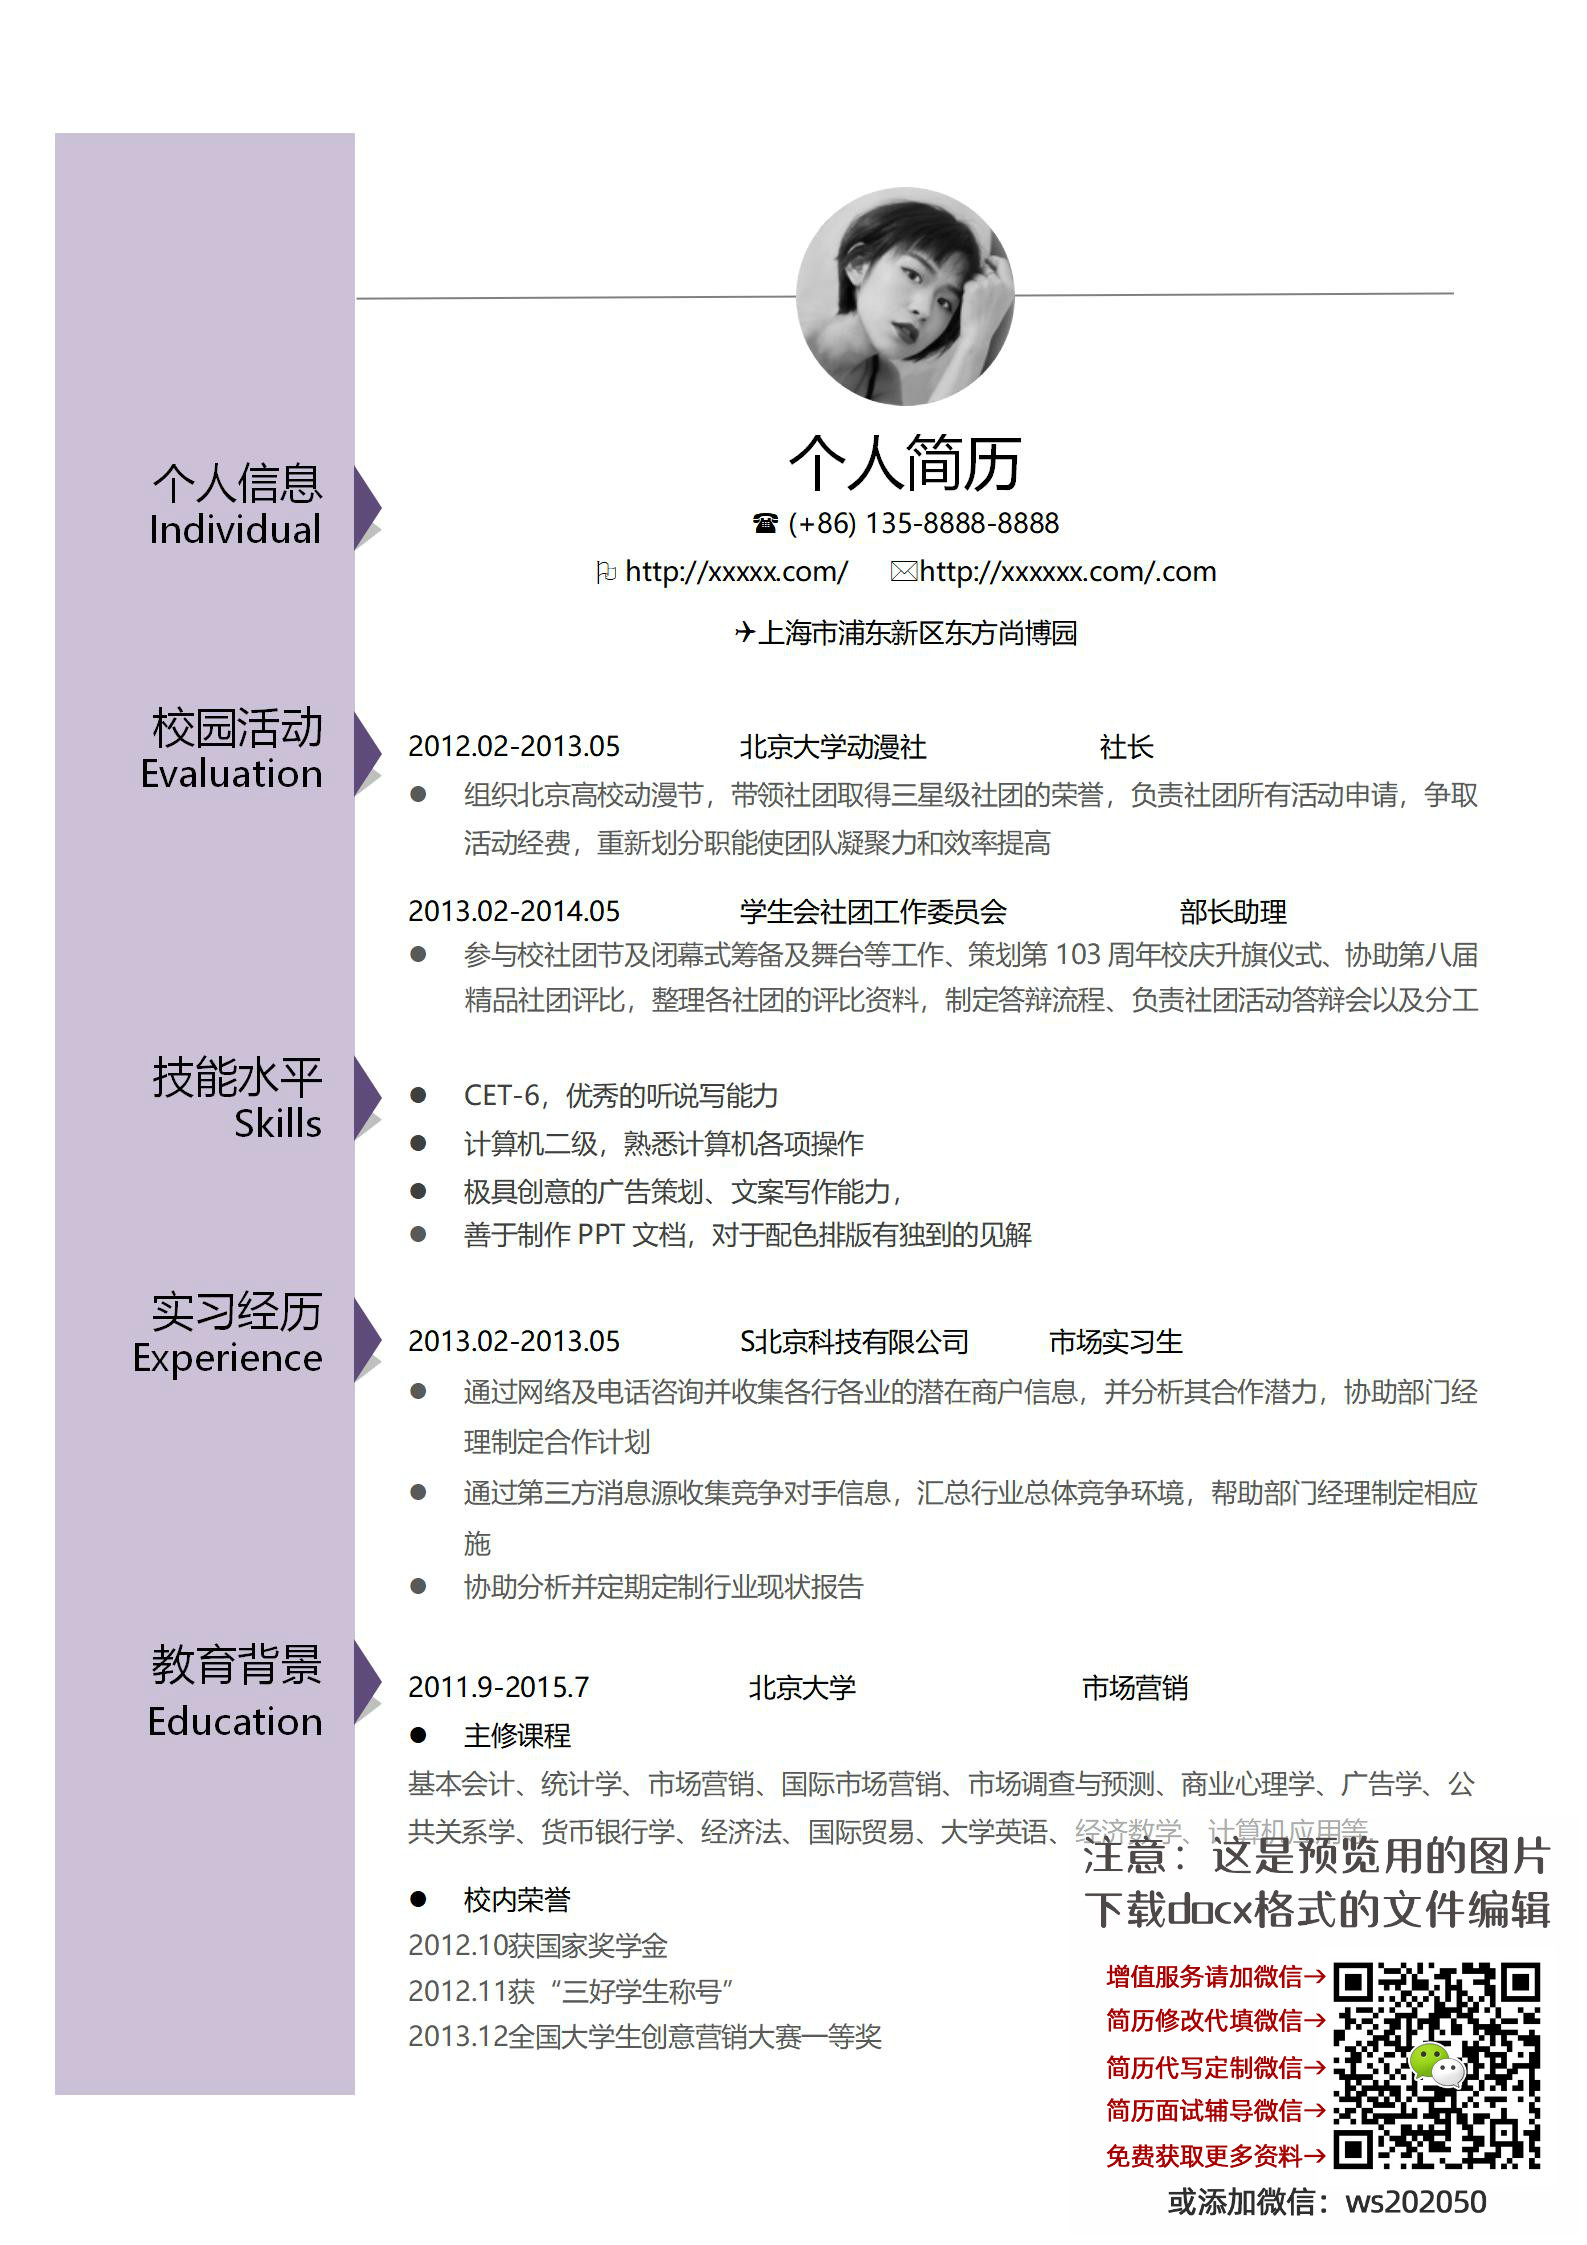 个人简历
☎ (+86) 135-8888-8888
http://xxxxx.com/ ✉http://xxxxxx.com/.com
✈上海市浦东新区东方尚博园
个人信息
Individual
校园活动
Evaluation
2012.02-2013.05 北京大学动漫社 社长
● 组织北京高校动漫节，带领社团取得三星级社团的荣誉，负责社团所有活动申请，争取
活动经费，重新划分职能使团队凝聚力和效率提高
2013.02-2014.05 学生会社团工作委员会 部长助理
● 参与校社团节及闭幕式筹备及舞台等工作、策划第 103 周年校庆升旗仪式、协助第八届
精品社团评比，整理各社团的评比资料，制定答辩流程、负责社团活动答辩会以及分工
技能水平
Skills
● CET-6，优秀的听说写能力
● 计算机二级，熟悉计算机各项操作
● 极具创意的广告策划、文案写作能力，
● 善于制作 PPT 文档，对于配色排版有独到的见解
实习经历
Experience
2013.02-2013.05 S北京科技有限公司 市场实习生
● 通过网络及电话咨询并收集各行各业的潜在商户信息，并分析其合作潜力，协助部门经
理制定合作计划
● 通过第三方消息源收集竞争对手信息，汇总行业总体竞争环境，帮助部门经理制定相应
施
● 协助分析并定期定制行业现状报告
教育背景
Education
2011.9-2015.7 北京大学 市场营销
● 主修课程
基本会计、统计学、市场营销、国际市场营销、市场调查与预测、商业心理学、广告学、公
共关系学、货币银行学、经济法、国际贸易、大学英语、经济数学、计算机应用等.
● 校内荣誉
2012.10获国家奖学金
2012.11获“三好学生称号”
2013.12全国大学生创意营销大赛一等奖
注意：这是预览用的图片
下载docx格式的文件编辑
增值服务请加微信→
简历修改代填微信→
简历代写定制微信→
简历面试辅导微信→
免费获取更多资料→
或添加微信：ws202050